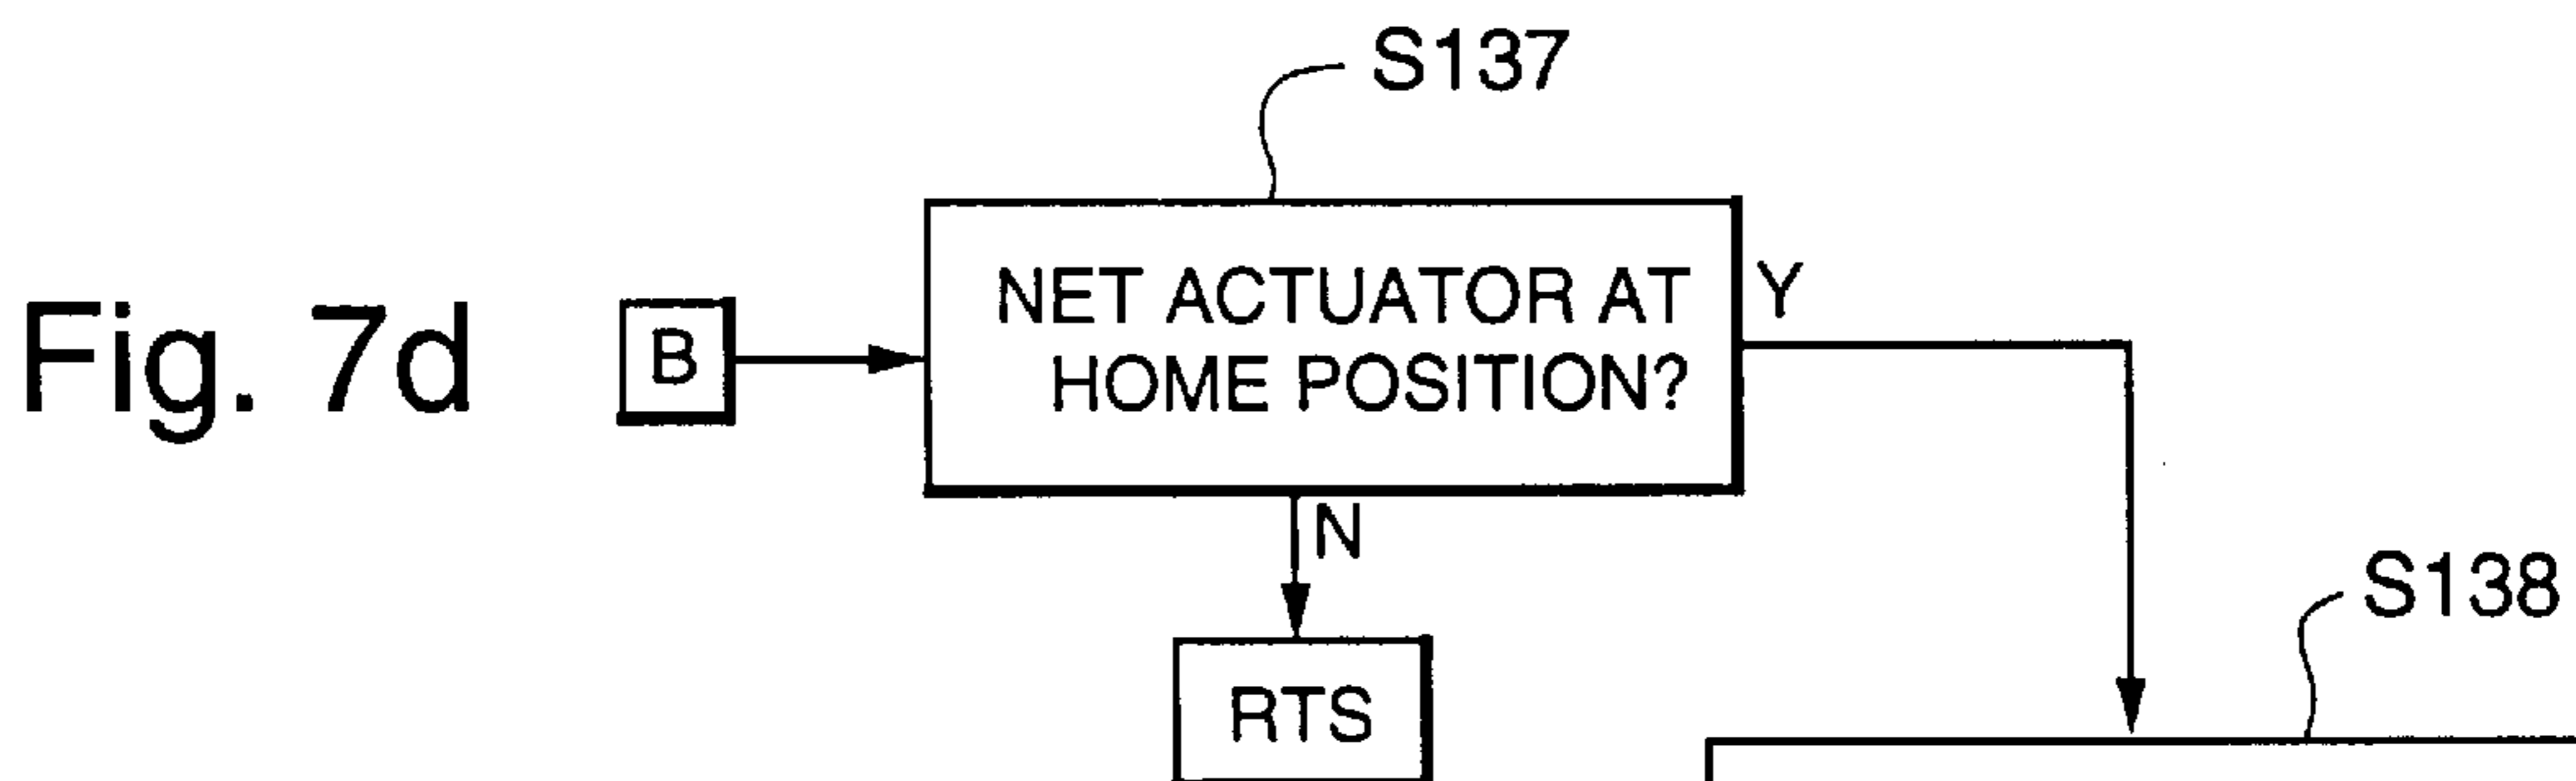 S137
Fig. 7d
B
NET ACTUATOR AT
HOME POSITION?
Y
N
S138
RTS